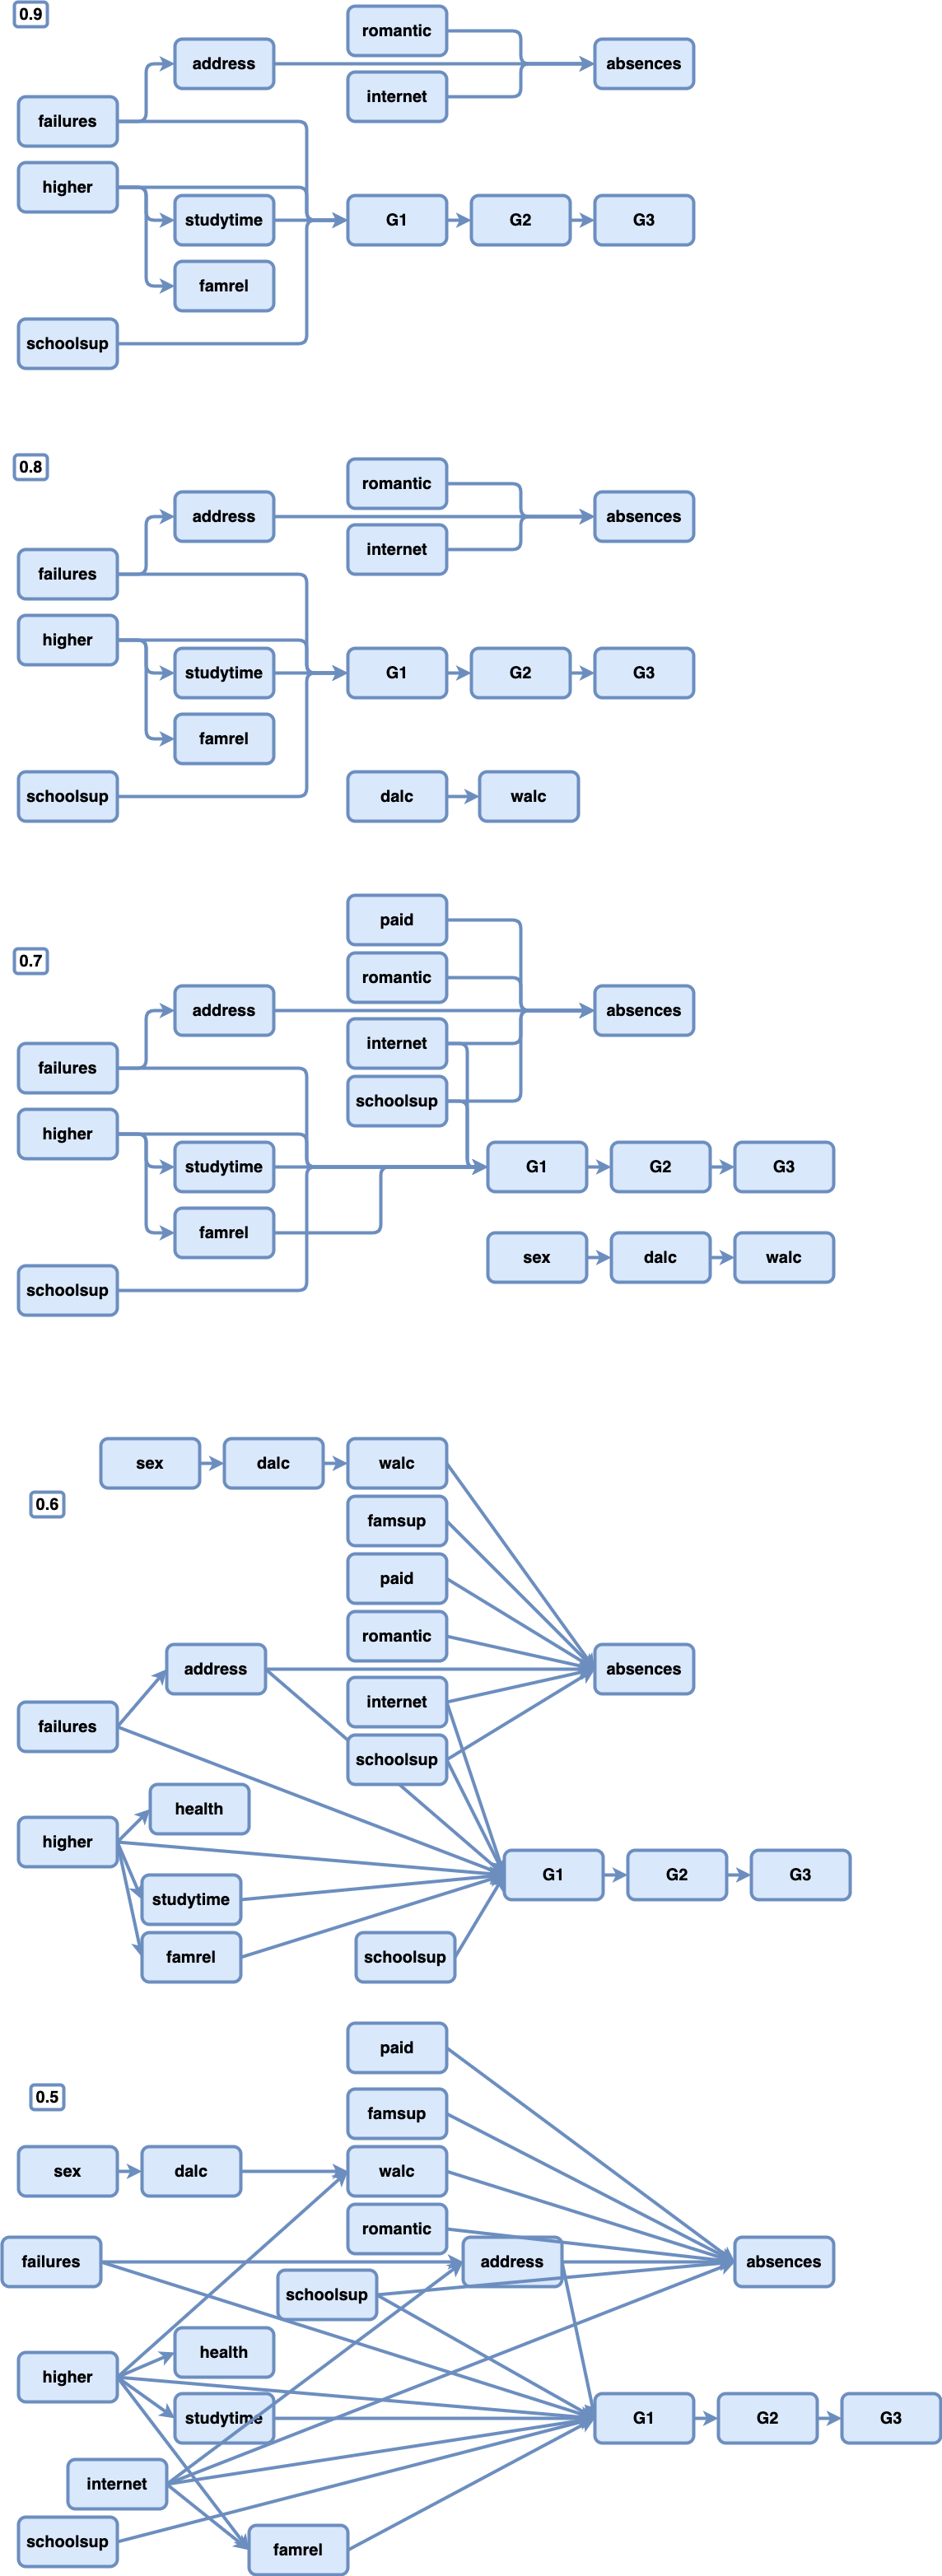 0.9
romantic
address
absences
internet
failures
higher
studytime
G1
G2
G3
famrel
schoolsup
0.8
romantic
address
absences
internet
failures
higher
studytime
G1
G2
G3
famrel
schoolsup
dalc
walc
paid
0.7
romantic
address
absences
internet
failures
schoolsup
higher
studytime
G1
G2
G3
famrel
sex
dalc
walc
schoolsup
sex
dalc
walc
0.6
famsup
paid
romantic
address
absences
internet
failures
schoolsup
health
higher
G1
G2
G3
studytime
famrel
schoolsup
paid
0.5
famsup
sex
dalc
walc
romantic
failures
address
absences
schoolsup
health
higher
studytime
G1
G2
G3
internet
schoolsup
famrel